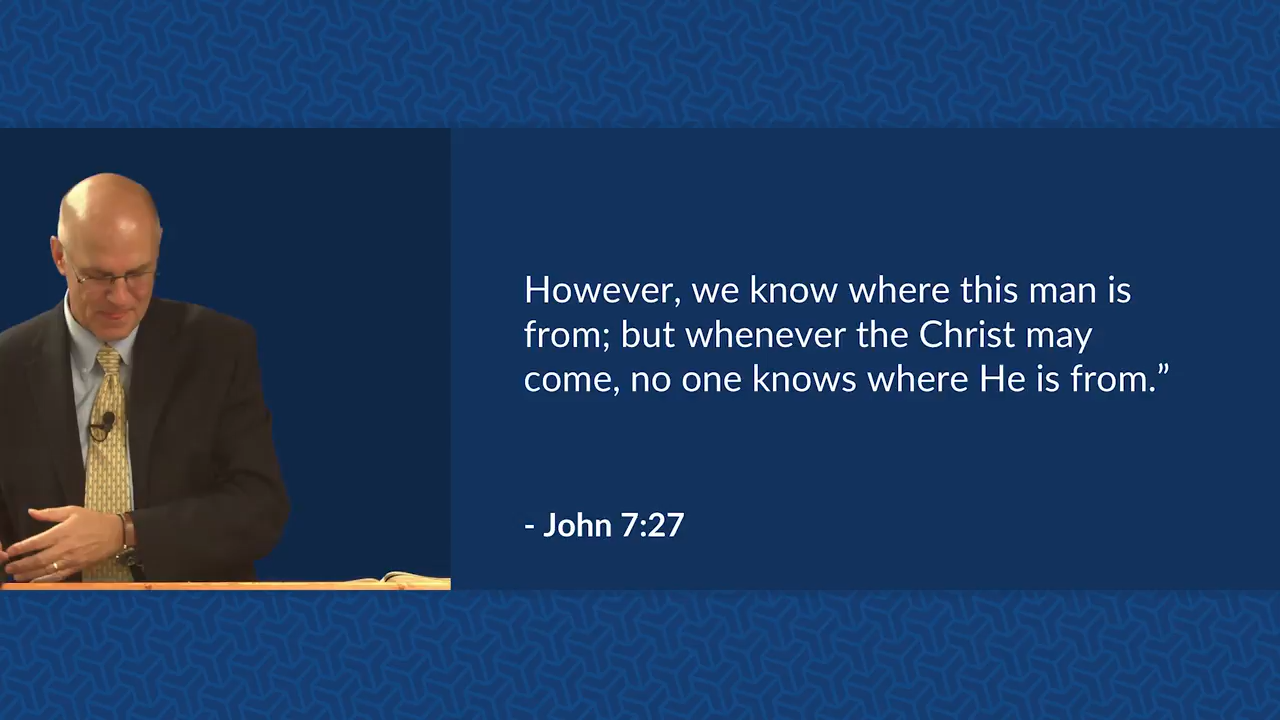 However, we know where this man is
from; but whenever the Christ may
come, no one knows where He is from.”
- John 7:27